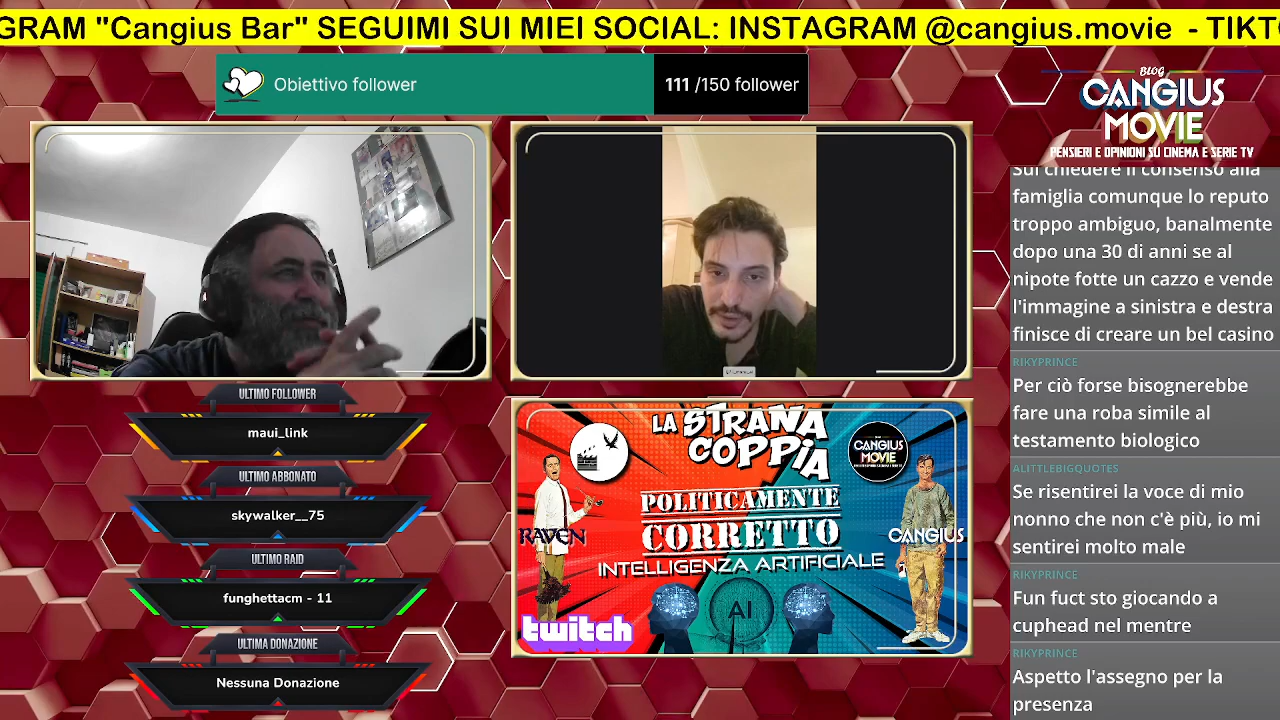 GRAM "Cangius Bar" SEGUIMI SUI MIEI SOCIAL: INSTAGRAM @cangius.movie - TIKT
Obiettivo follower
111 /150 follower
BLOG
CANGIUS
MOVIE
PENSIERI E OPINIONI SU CINEMA E SERIE TV
ULTIMO FOLLOWER
maui_link
ULTIMO ABBONATO
skywalker__75
ULTIMO RAID
funghettacm - 11
ULTIMA DONAZIONE
Nessuna Donazione
LA STRANA
COPPIA
CANGIUS
MOVIE
POLITICAMENTE
CORRETTO
INTELLIGENZA ARTIFICIALE
RAVEN
CANGIUS
AI
twitch
Sul chiedere il consenso alla
famiglia comunque lo reputo
troppo ambiguo, banalmente
dopo una 30 di anni se al
nipote fotte un cazzo e vende
l'immagine a sinistra e destra
finisce di creare un bel casino
RIKYPRINCE
Per ciò forse bisognerebbe
fare una roba simile al
testamento biologico
ALITTLEBIGQUOTES
Se risentirei la voce di mio
nonno che non c'è più, io mi
sentirei molto male
RIKYPRINCE
Fun fuct sto giocando a
cuphead nel mentre
RIKYPRINCE
Aspetto l'assegno per la
presenza